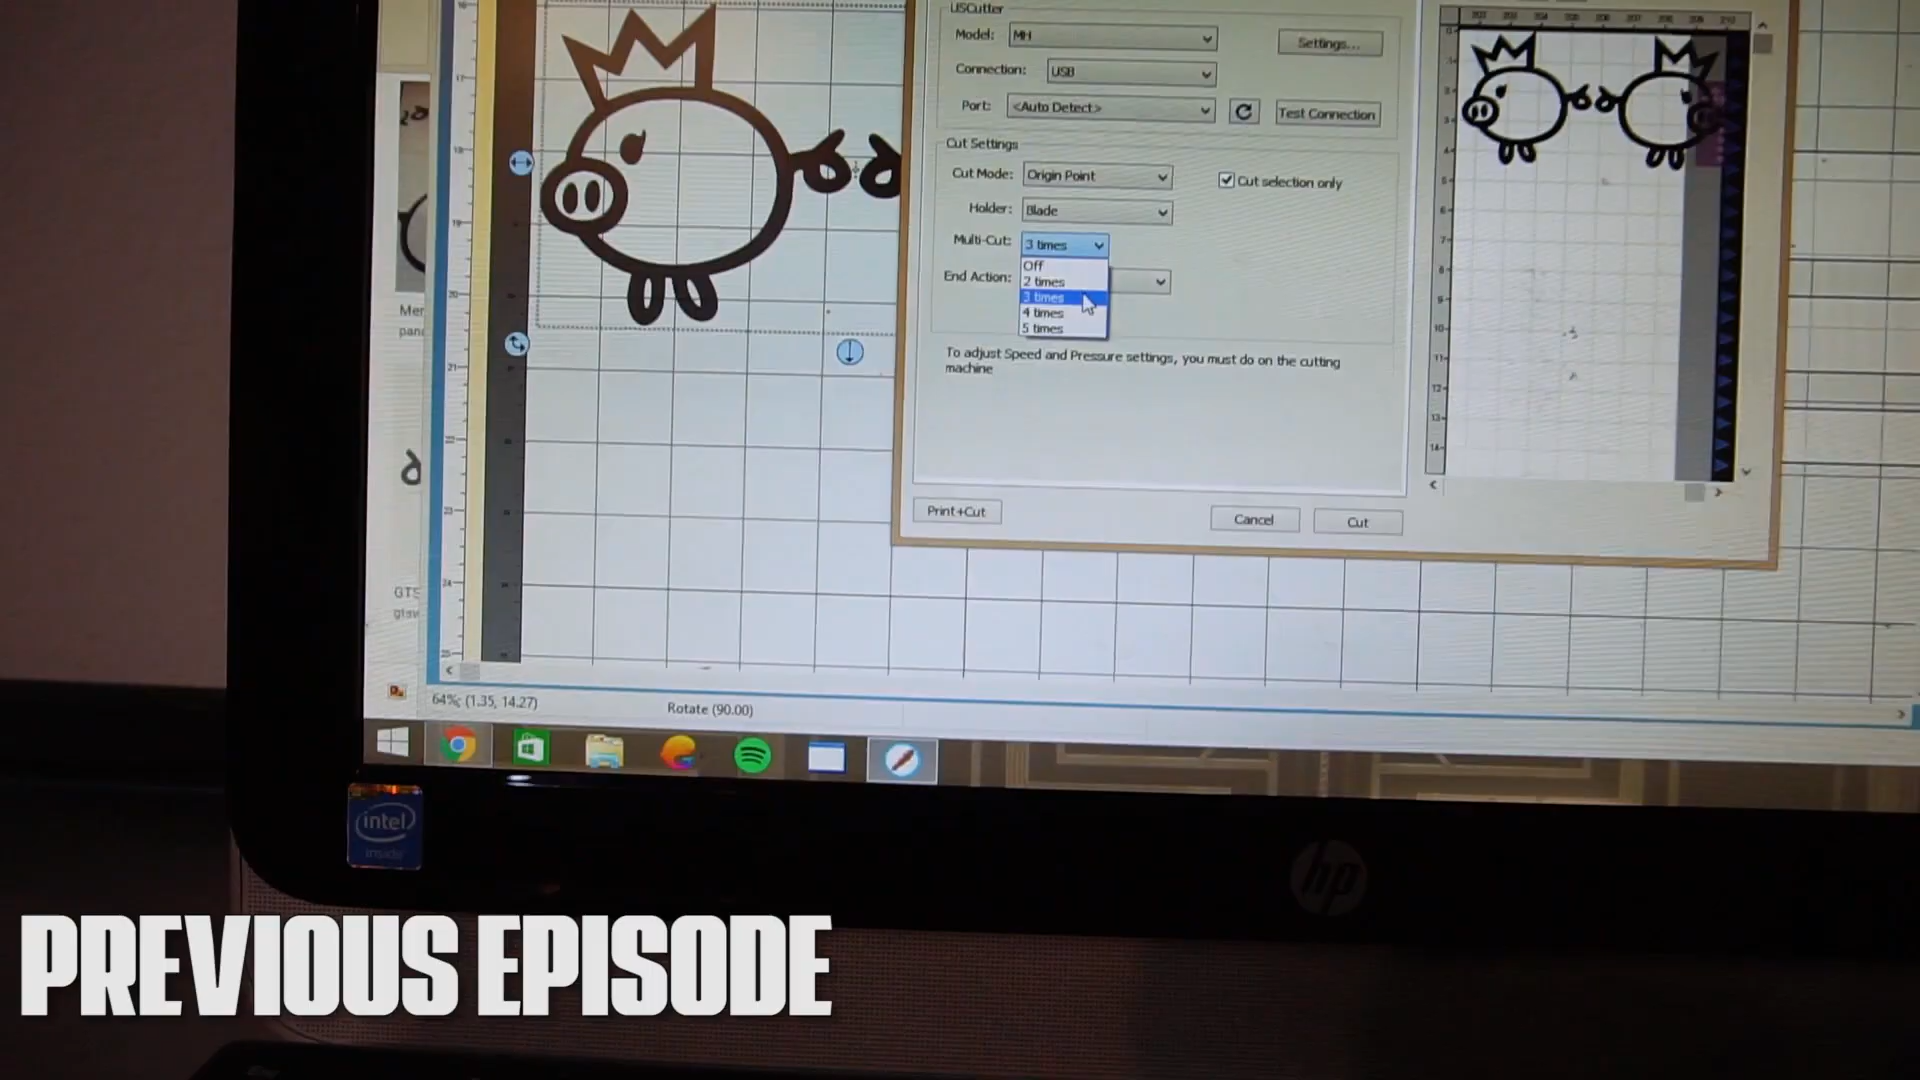 USCutter
Model: MH
Settings...
Connection: USB
Port: <Auto Detect>
Test Connection
Cut Settings
Cut Mode: Origin Point
Cut selection only
Holder: Blade
Multi-Cut: 3 times
Off
2 times
3 times
4 times
5 times
End Action:
To adjust Speed and Pressure settings, you must do on the cutting
machine
Print+Cut
Cancel
Cut
64%; (1.35, 14.27)
Rotate (90.00)
intel
inside
hp
PREVIOUS EPISODE